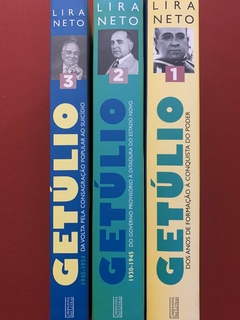 LIRA NETO
3
GETÚLIO
DA VOLTA PELA CONSAGRAÇÃO POPULAR AO SUICÍDIO
LIRA NETO
2
GETÚLIO
1930-1945 DO GOVERNO PROVISÓRIO À DITADURA DO ESTADO NOVO
LIRA NETO
1
GETÚLIO
DOS ANOS DE FORMAÇÃO À CONQUISTA DO PODER